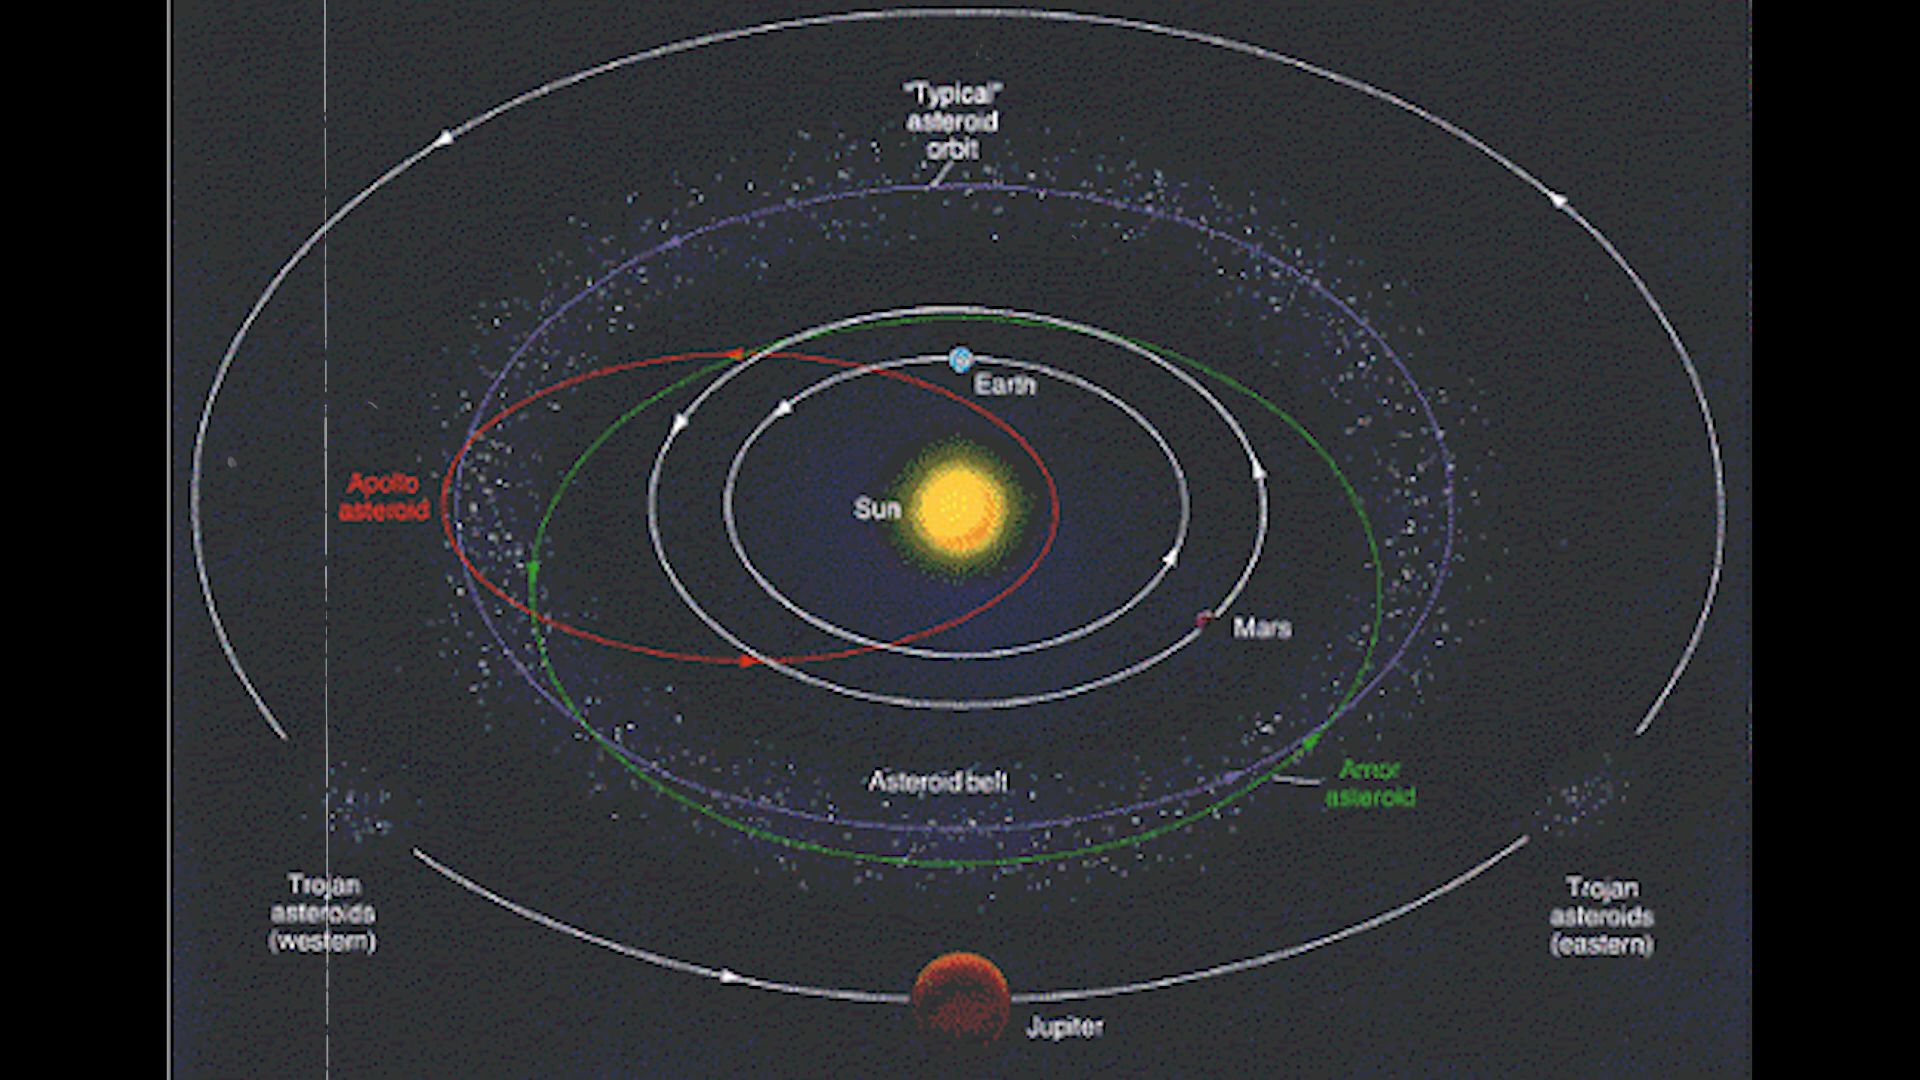 "Typical"
asteroid
orbit
Earth
Apollo
asteroid
Sun
Mars
Asteroid belt
Amor
asteroid
Trojan
asteroids
(western)
Trojan
asteroids
(eastern)
Jupiter